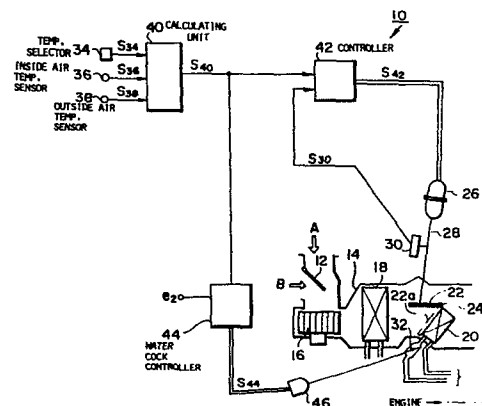 10
40 CALCULATING UNIT
TEMP. SELECTOR
34
S34
INSIDE AIR TEMP. SENSOR
36
S36
38
S38
OUTSIDE AIR TEMP. SENSOR
S40
42 CONTROLLER
S42
S30
26
28
30
A
12
14
B
18
16
22a
22
24
32
20
e2
44
WATER COCK CONTROLLER
S44
46
ENGINE